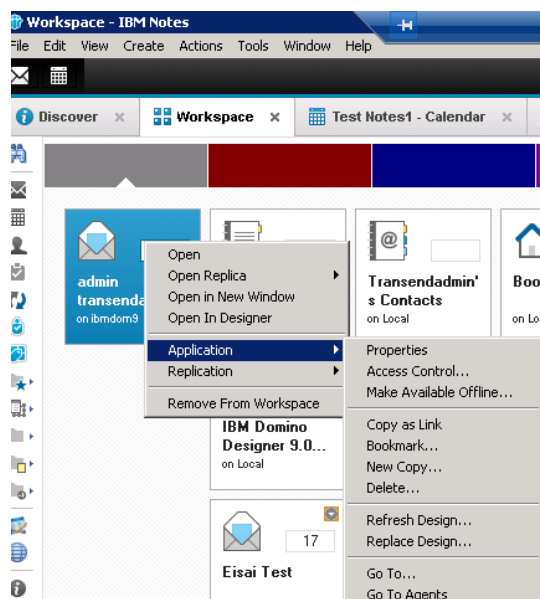 Workspace - IBM Notes
File Edit View Create Actions Tools Window Help
Discover
Workspace
Test Notes1 - Calendar
admin
transenda
on ibmdom9
Open
Open Replica
Open in New Window
Open In Designer
Application
Replication
Remove From Workspace
@
Transendadmin'
s Contacts
on Local
Boo
on Lo
Properties
Access Control...
Make Available Offline...
Copy as Link
Bookmark...
New Copy...
Delete...
Refresh Design...
Replace Design...
Go To...
Go To Agents
IBM Domino
Designer 9.0...
on Local
17
Eisai Test